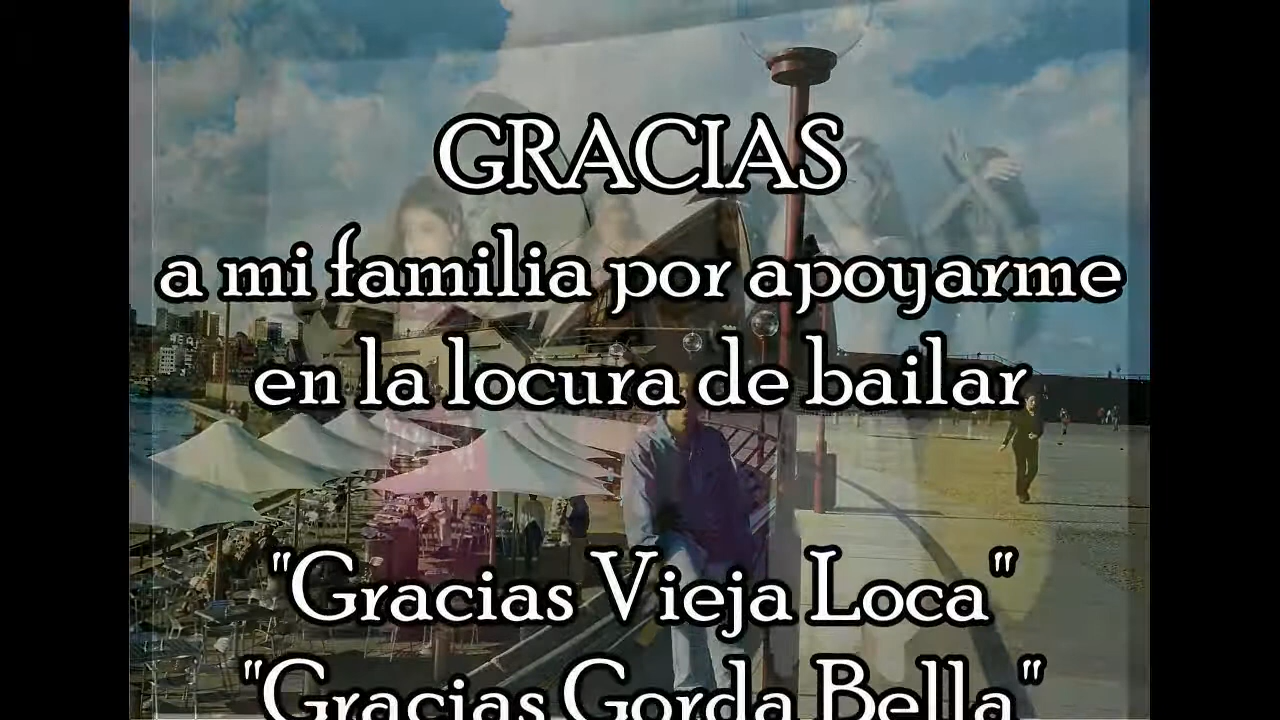 GRACIAS
a mi familia por apoyarme
en la locura de bailar
"Gracias Vieja Loca"
"Gracias Gorda Bella"